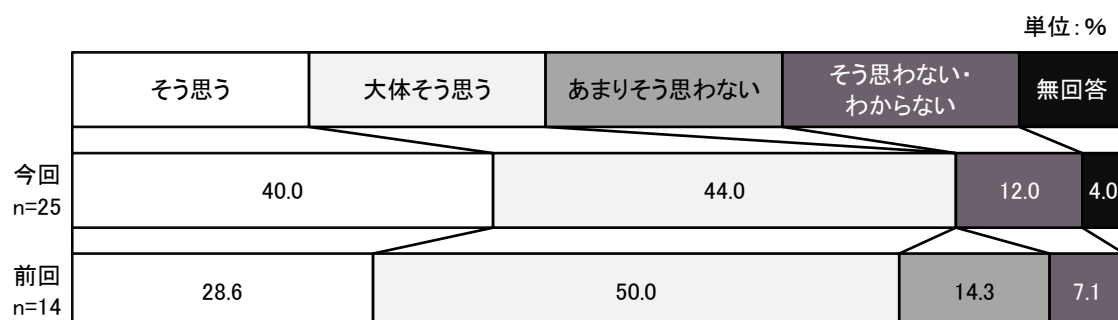 単位:%
そう思う
大体そう思う
あまりそう思わない
そう思わない・
わからない
無回答
今回
n=25
40.0
44.0
12.0
4.0
前回
n=14
28.6
50.0
14.3
7.1